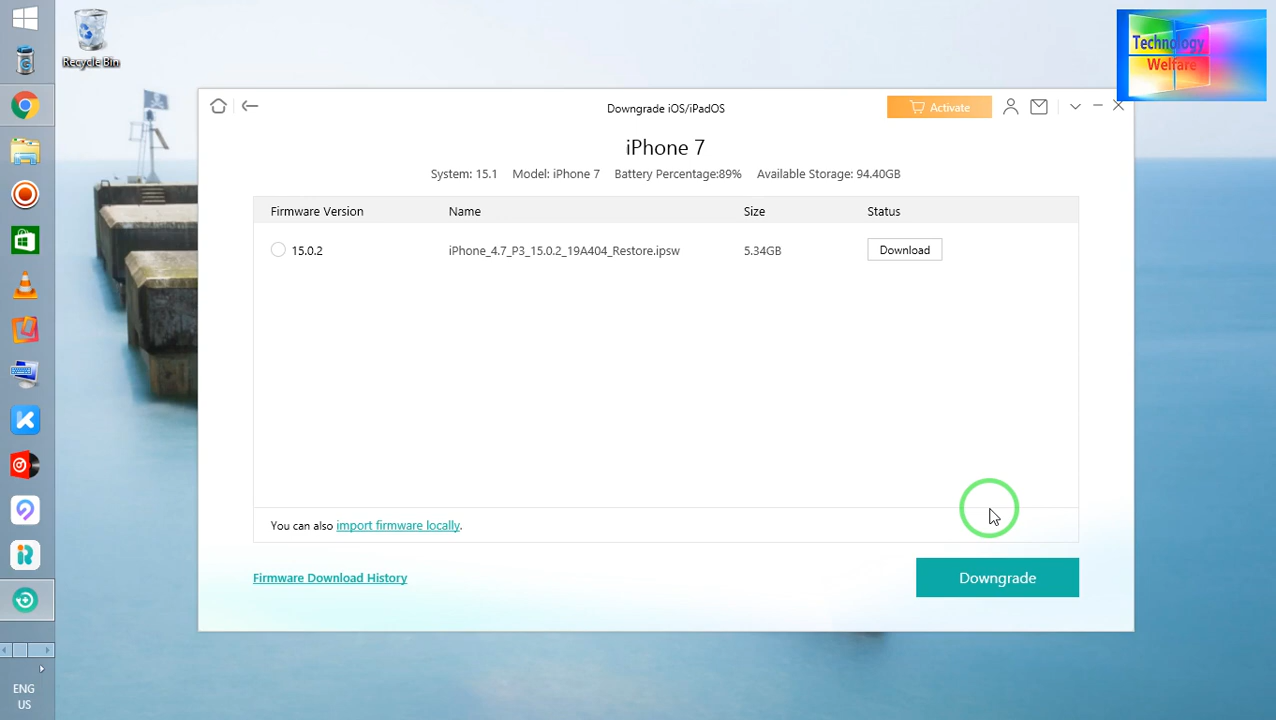 Recycle Bin
Technology
Welfare
Downgrade iOS/iPadOS
Activate
iPhone 7
System: 15.1 Model: iPhone 7 Battery Percentage:89% Available Storage: 94.40GB
Firmware Version Name Size Status
15.0.2 iPhone_4.7_P3_15.0.2_19A404_Restore.ipsw 5.34GB Download
You can also import firmware locally.
Firmware Download History
Downgrade
ENG
US